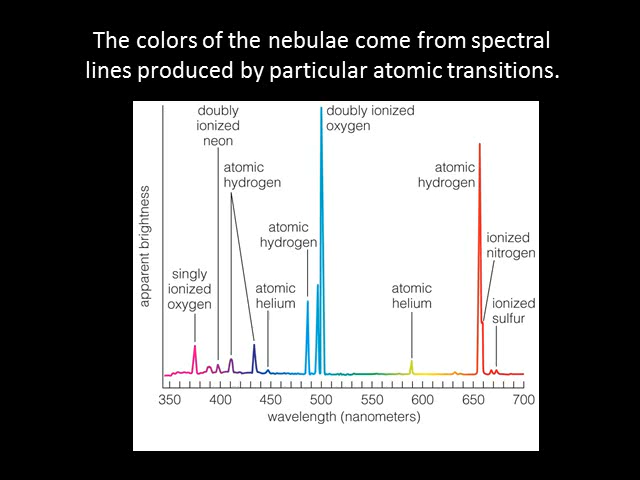 The colors of the nebulae come from spectral
lines produced by particular atomic transitions.
doubly
ionized
neon
doubly ionized
oxygen
atomic
hydrogen
atomic
hydrogen
atomic
hydrogen
ionized
nitrogen
singly
ionized
oxygen
atomic
helium
atomic
helium
ionized
sulfur
apparent brightness
350 400 450 500 550 600 650 700
wavelength (nanometers)